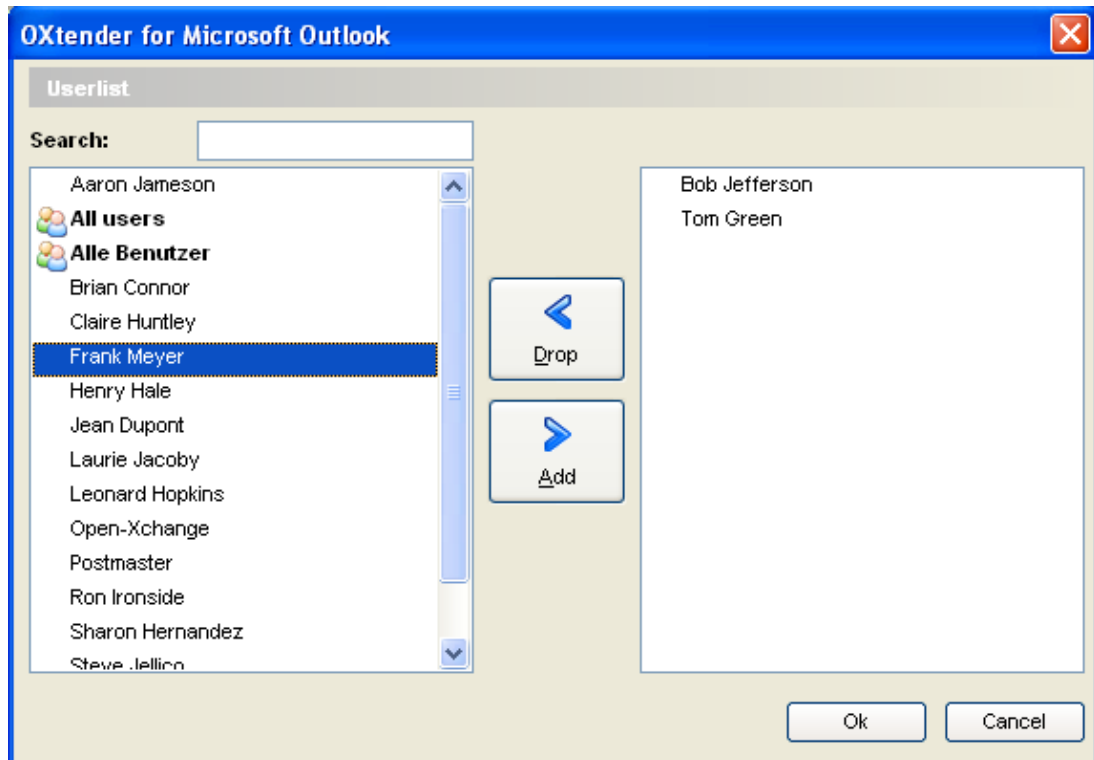 OXtender for Microsoft Outlook
Userlist
Search:
Aaron Jameson
All users
Alle Benutzer
Brian Connor
Claire Huntley
Frank Meyer
Henry Hale
Jean Dupont
Laurie Jacoby
Leonard Hopkins
Open-Xchange
Postmaster
Ron Ironside
Sharon Hernandez
Steve Jellico
Drop
Add
Bob Jefferson
Tom Green
Ok
Cancel